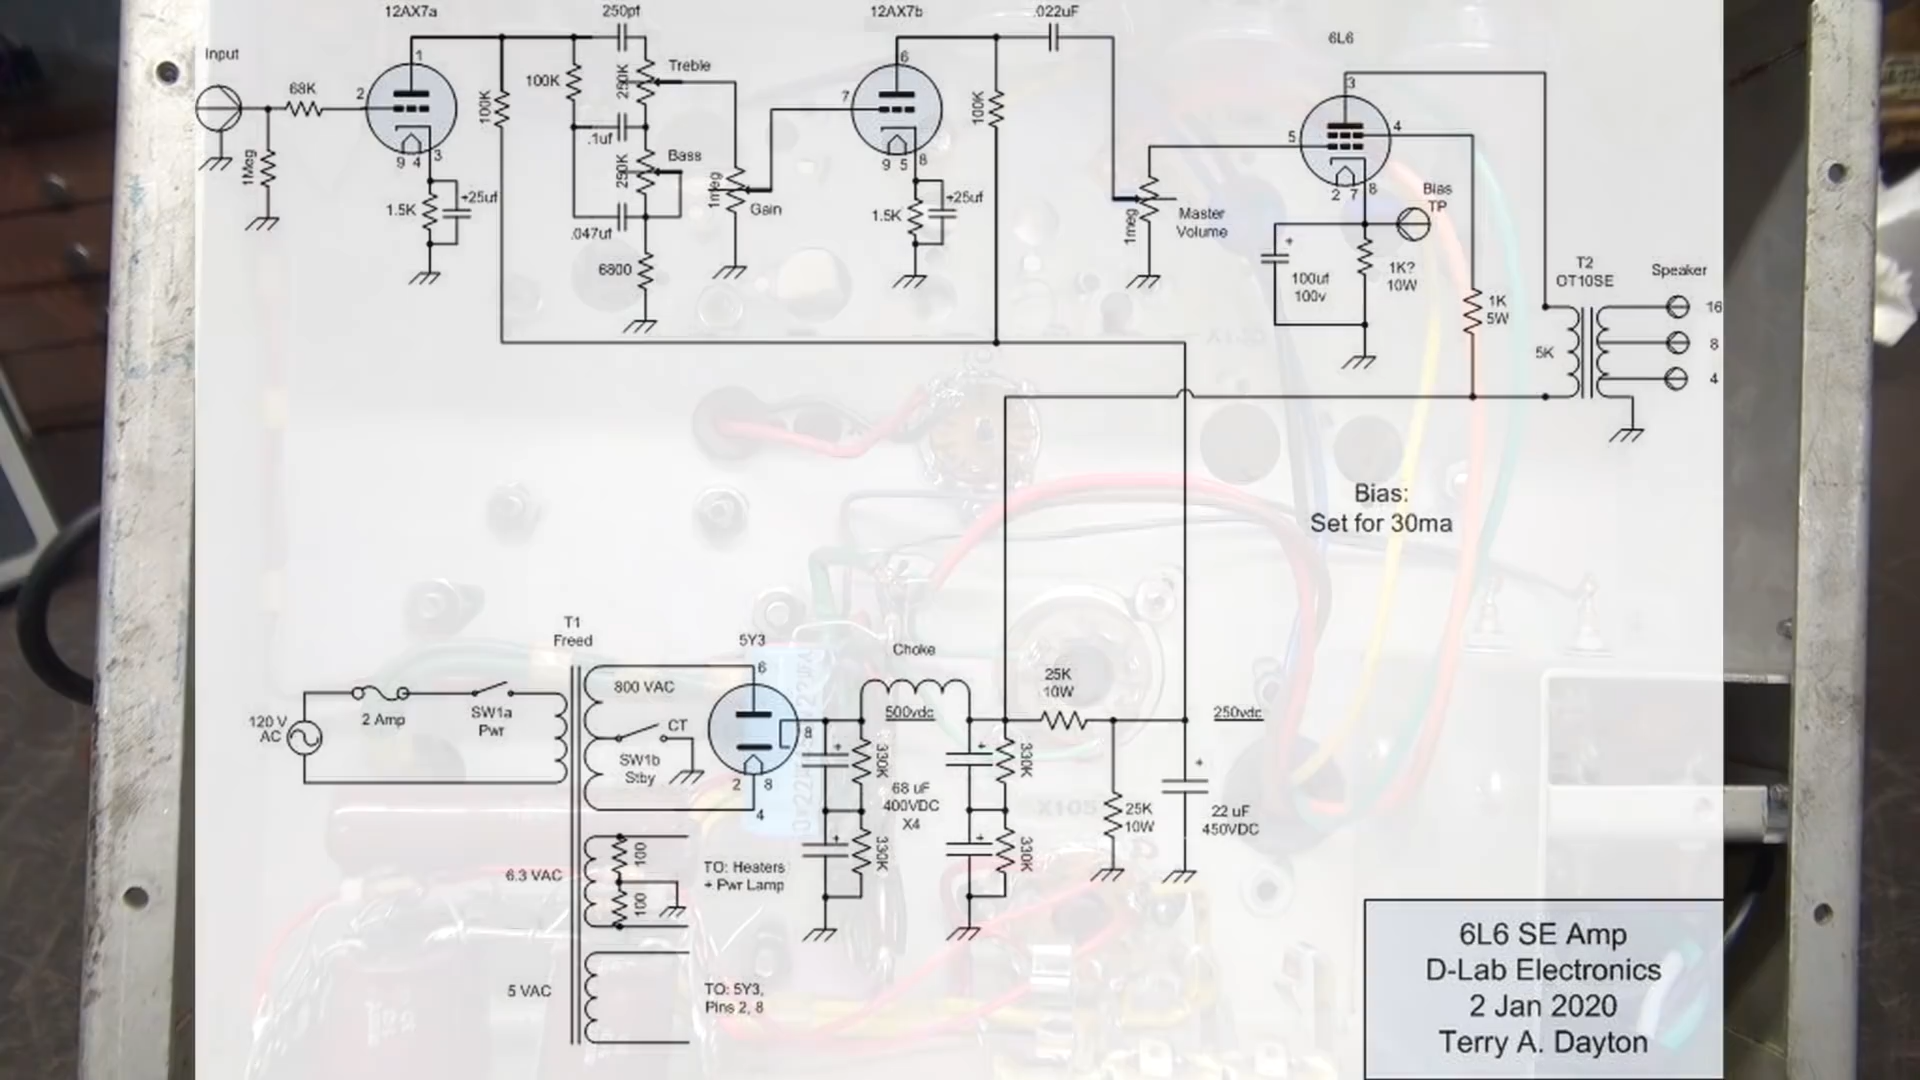 12AX7a
250pf
12AX7b
.022uF
6L6
Input
68K
1Meg
2
1
9 4 3
1.5K
+25uf
100K
100K
250K
Treble
.1uf
250K
Bass
.047uf
6800
1meg
Gain
7
6
9 5 8
1.5K
+25uf
100K
1meg
Master
Volume
5
3
4
2 7 8
Bias
TP
+
100uf
100v
1K?
10W
1K
5W
T2
OT10SE
5K
Speaker
16
8
4
Bias:
Set for 30ma
T1
Freed
120 V
AC
2 Amp
SW1a
Pwr
800 VAC
CT
SW1b
Stby
5Y3
6
8
2 8
4
Choke
500vdc
+
330K
68 uF
400VDC
X4
+
330K
+
330K
+
330K
25K
10W
25K
10W
250vdc
+
22 uF
450VDC
6.3 VAC
100
100
TO: Heaters
+ Pwr Lamp
5 VAC
TO: 5Y3,
Pins 2, 8
X105
6L6 SE Amp
D-Lab Electronics
2 Jan 2020
Terry A. Dayton